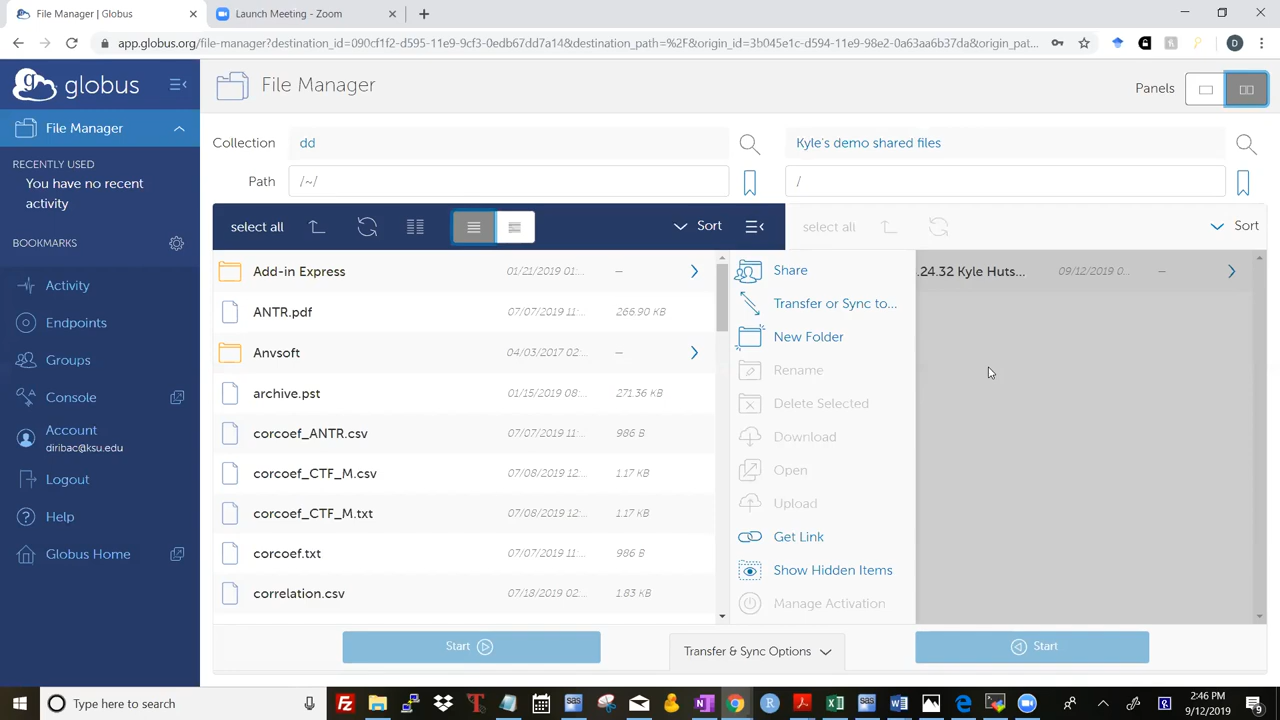 File Manager | Globus
Launch Meeting - Zoom
app.globus.org/file-manager?destination_id=090cf1f2-d595-11e9-9cf3-0edb67dd7a14&destination_path=%2F&origin_id=3b045e1c-d594-11e9-98e2-0a63aa6b37da&origin_pat...
D
globus
File Manager
RECENTLY USED
You have no recent
activity
BOOKMARKS
Activity
Endpoints
Groups
Console
Account
diribac@ksu.edu
Logout
Help
Globus Home
File Manager
Panels
Collection
dd
Kyle's demo shared files
Path
/~/
/
select all
Sort
select all
Sort
Add-in Express 01/21/2019 01:... —
ANTR.pdf 07/07/2019 11:... 266.90 KB
Anvsoft 04/03/2017 02:... —
archive.pst 01/15/2019 08:... 271.36 KB
corcoef_ANTR.csv 07/07/2019 11:... 986 B
corcoef_CTF_M.csv 07/08/2019 12:... 1.17 KB
corcoef_CTF_M.txt 07/08/2019 12:... 1.17 KB
corcoef.txt 07/07/2019 11:... 986 B
correlation.csv 07/18/2019 02:... 1.83 KB
Share
Transfer or Sync to...
New Folder
Rename
Delete Selected
Download
Open
Upload
Get Link
Show Hidden Items
Manage Activation
.24.32 Kyle Huts... 09/12/2019 0... —
Start
Transfer & Sync Options
Start
Type here to search
2:46 PM
9/12/2019